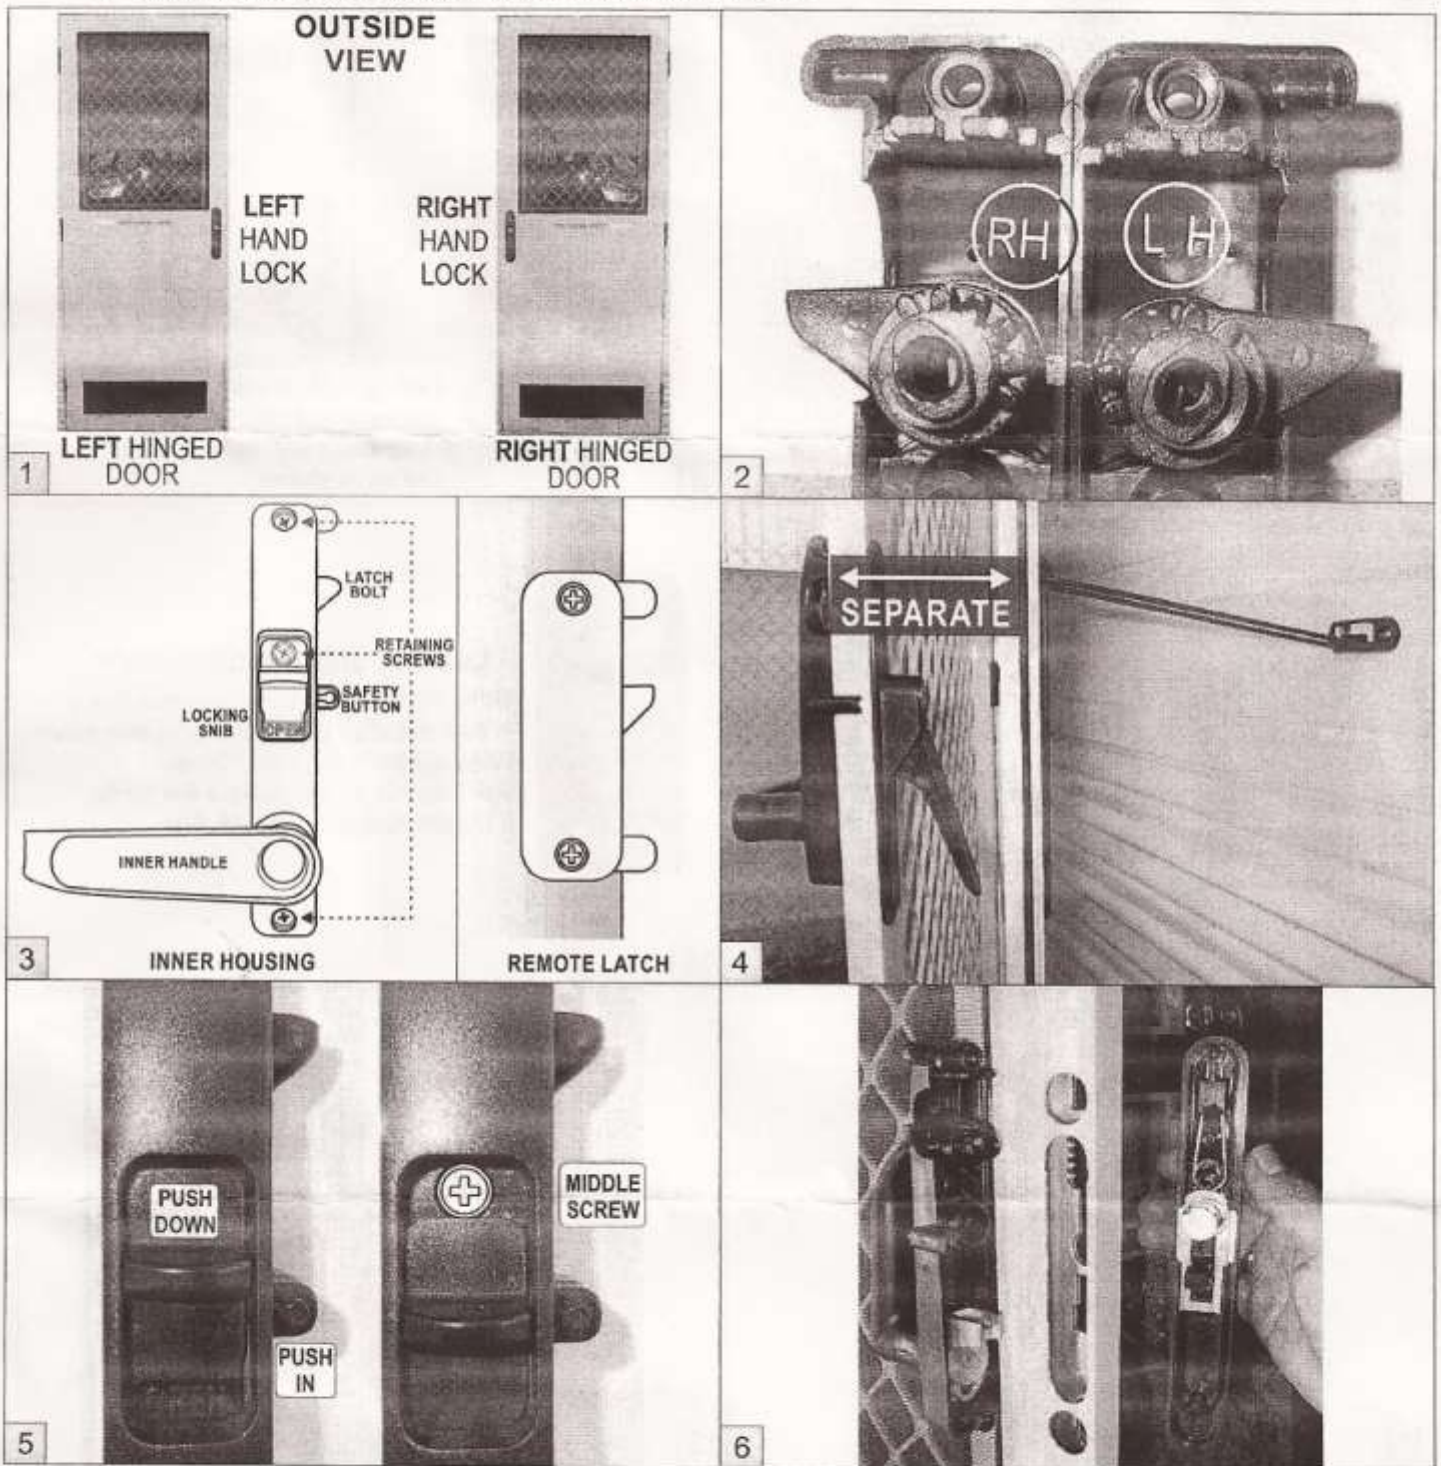 OUTSIDE
VIEW
LEFT
HAND
LOCK
RIGHT
HAND
LOCK
LEFT HINGED
DOOR
RIGHT HINGED
DOOR
1
RH
L H
2
LATCH
BOLT
RETAINING
SCREWS
SAFETY
BUTTON
LOCKING
SNIB
OPEN
INNER HANDLE
INNER HOUSING
REMOTE LATCH
3
SEPARATE
4
PUSH
DOWN
PUSH
IN
MIDDLE
SCREW
5
6